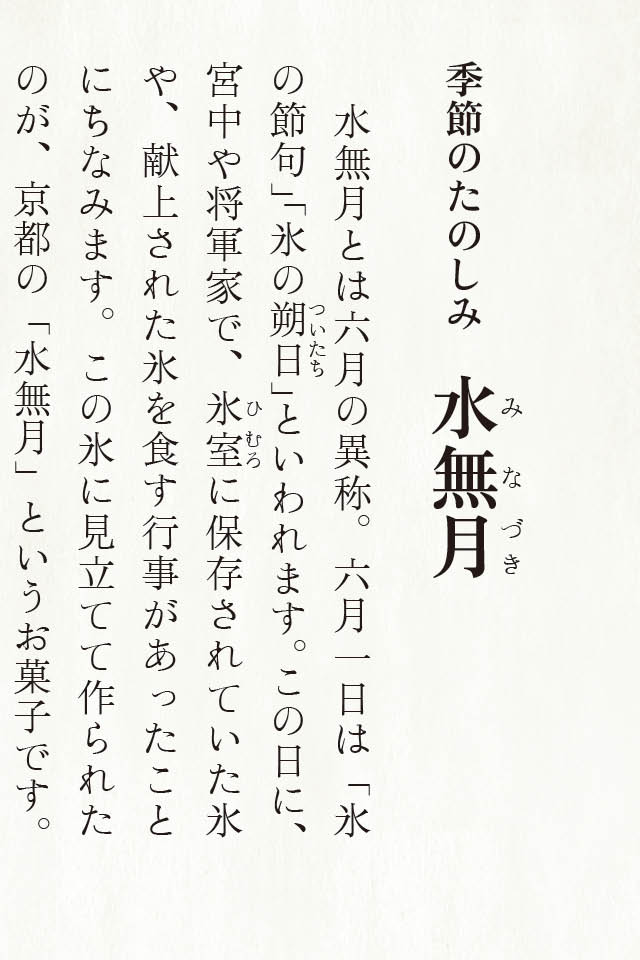 季節のたのしみ　水無月
みなづき
水無月とは六月の異称。六月一日は「氷
の節句」「氷の朔日」といわれます。この日に、
ついたち
宮中や将軍家で、氷室に保存されていた氷
ひむろ
や、献上された氷を食す行事があったこと
にちなみます。この氷に見立てて作られた
のが、京都の「水無月」というお菓子です。